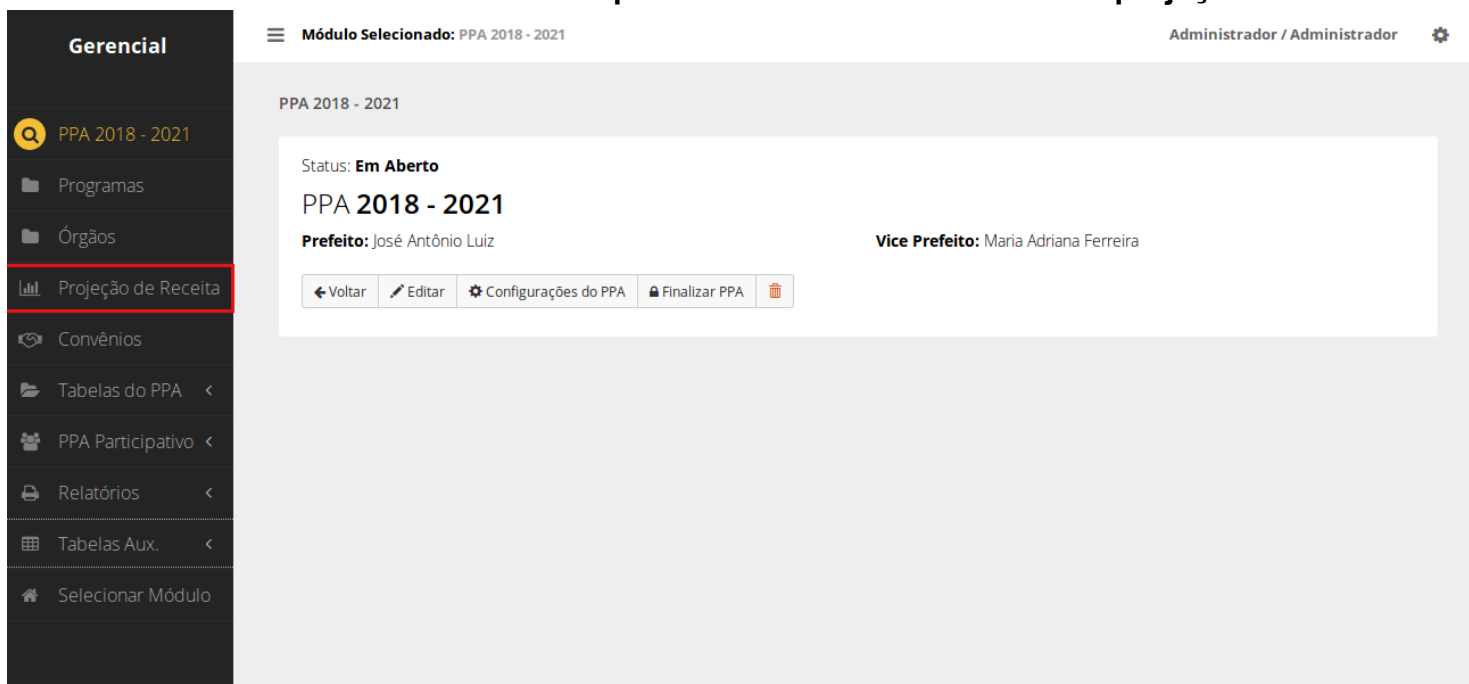 Gerencial
Módulo Selecionado: PPA 2018 - 2021
Administrador / Administrador
PPA 2018 - 2021
PPA 2018 - 2021
Programas
Órgãos
Projeção de Receita
Convênios
Tabelas do PPA
PPA Participativo
Relatórios
Tabelas Aux.
Selecionar Módulo
Status: Em Aberto
PPA 2018 - 2021
Prefeito: José Antônio Luiz
Vice Prefeito: Maria Adriana Ferreira
Voltar Editar Configurações do PPA Finalizar PPA